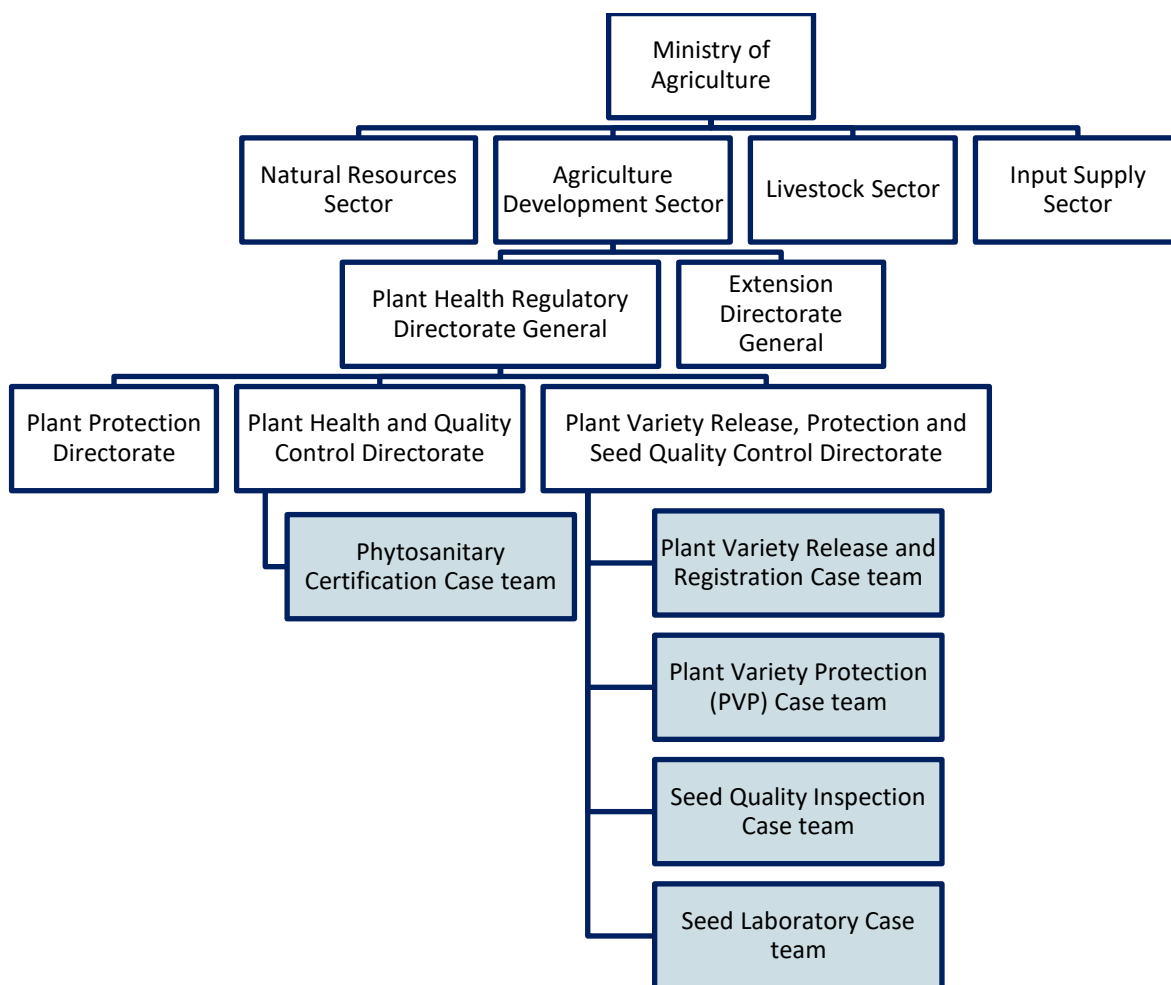 Ministry of
Agriculture
Natural Resources
Sector
Agriculture
Development Sector
Livestock Sector
Input Supply
Sector
Plant Health Regulatory
Directorate General
Extension
Directorate
General
Plant Protection
Directorate
Plant Health and Quality
Control Directorate
Plant Variety Release, Protection and
Seed Quality Control Directorate
Phytosanitary
Certification Case team
Plant Variety Release and
Registration Case team
Plant Variety Protection
(PVP) Case team
Seed Quality Inspection
Case team
Seed Laboratory Case
team